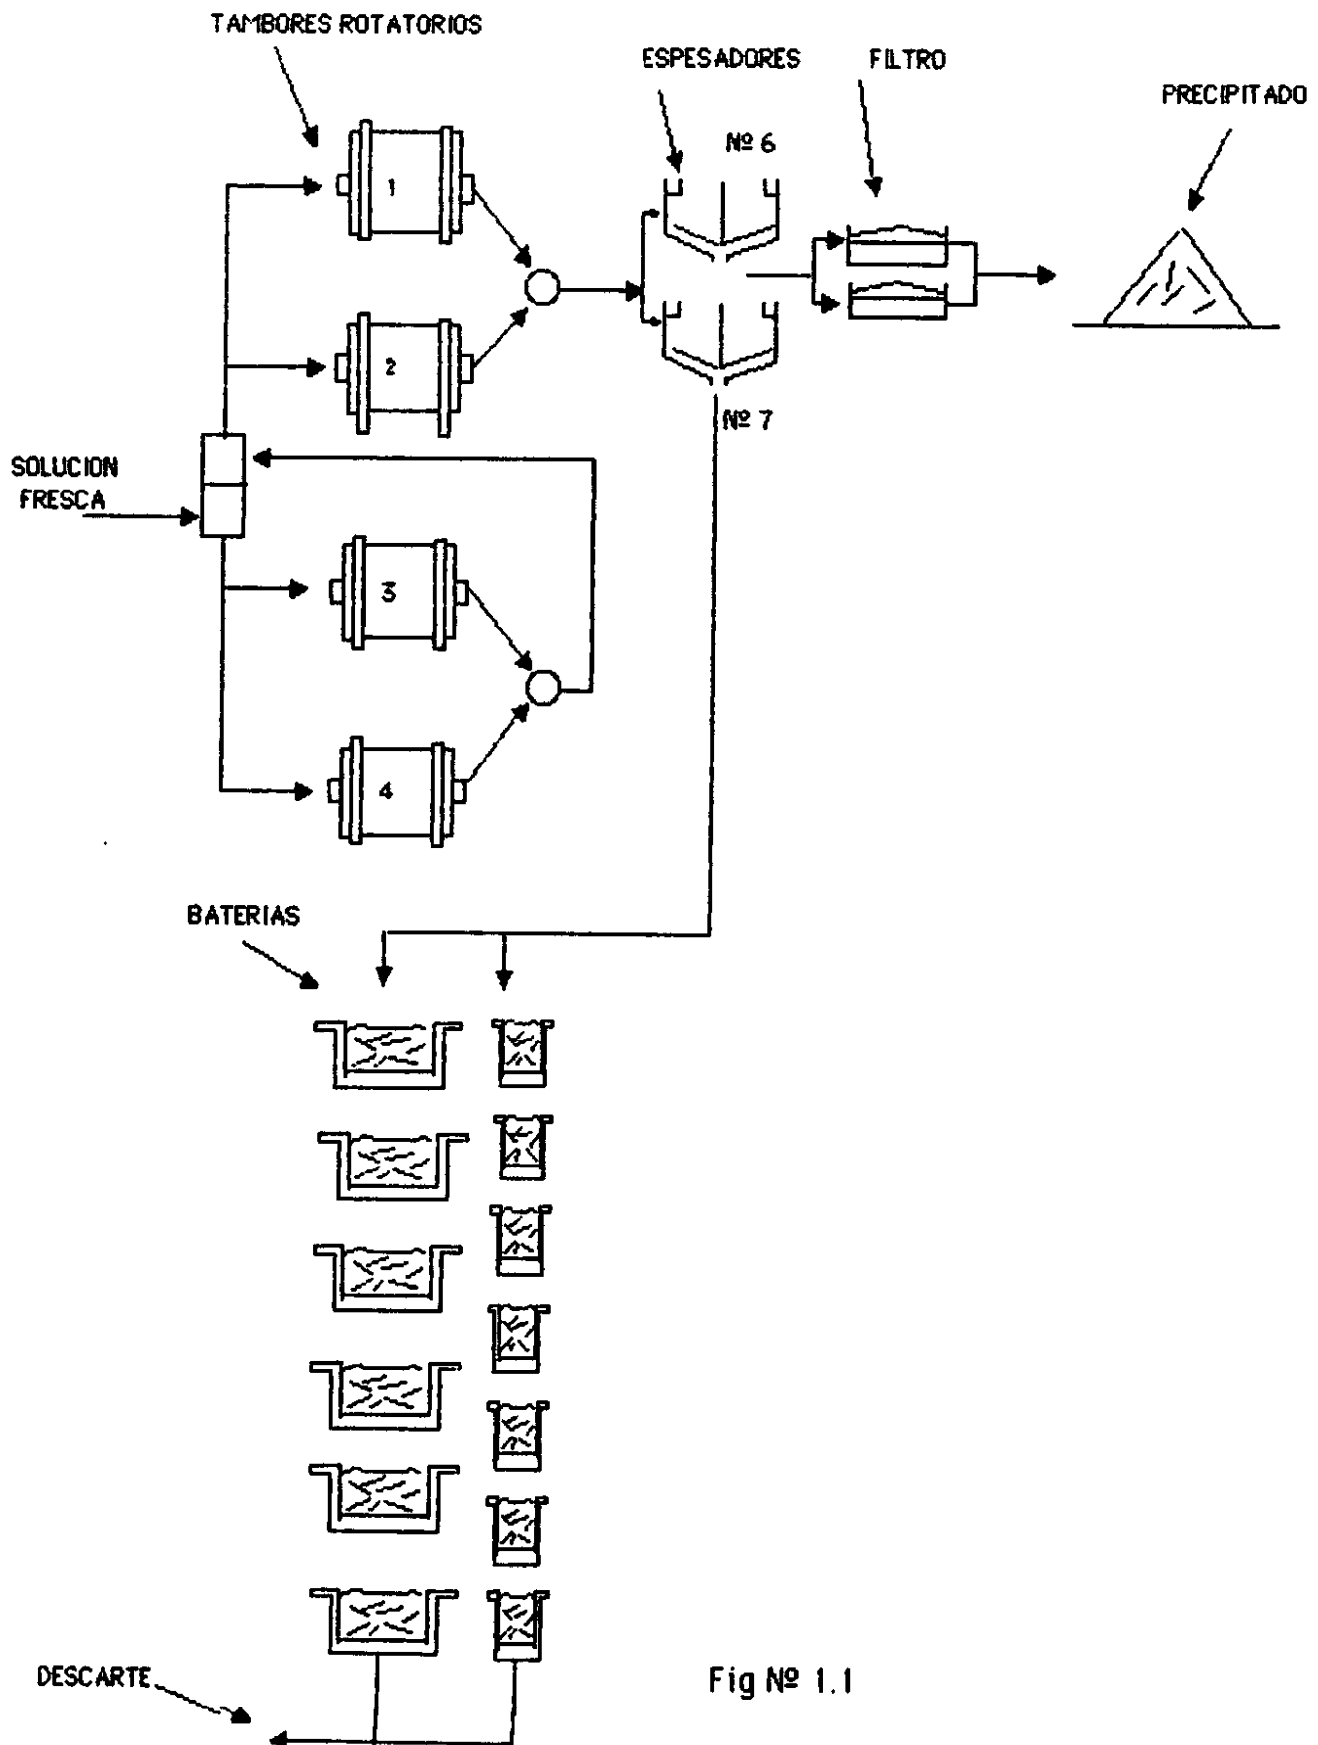 TAMBORES ROTATORIOS
ESPESADORES
FILTRO
PRECIPITADO
Nº 6
1
2
Nº 7
SOLUCION
FRESCA
3
4
BATERIAS
DESCARTE
Fig Nº 1.1